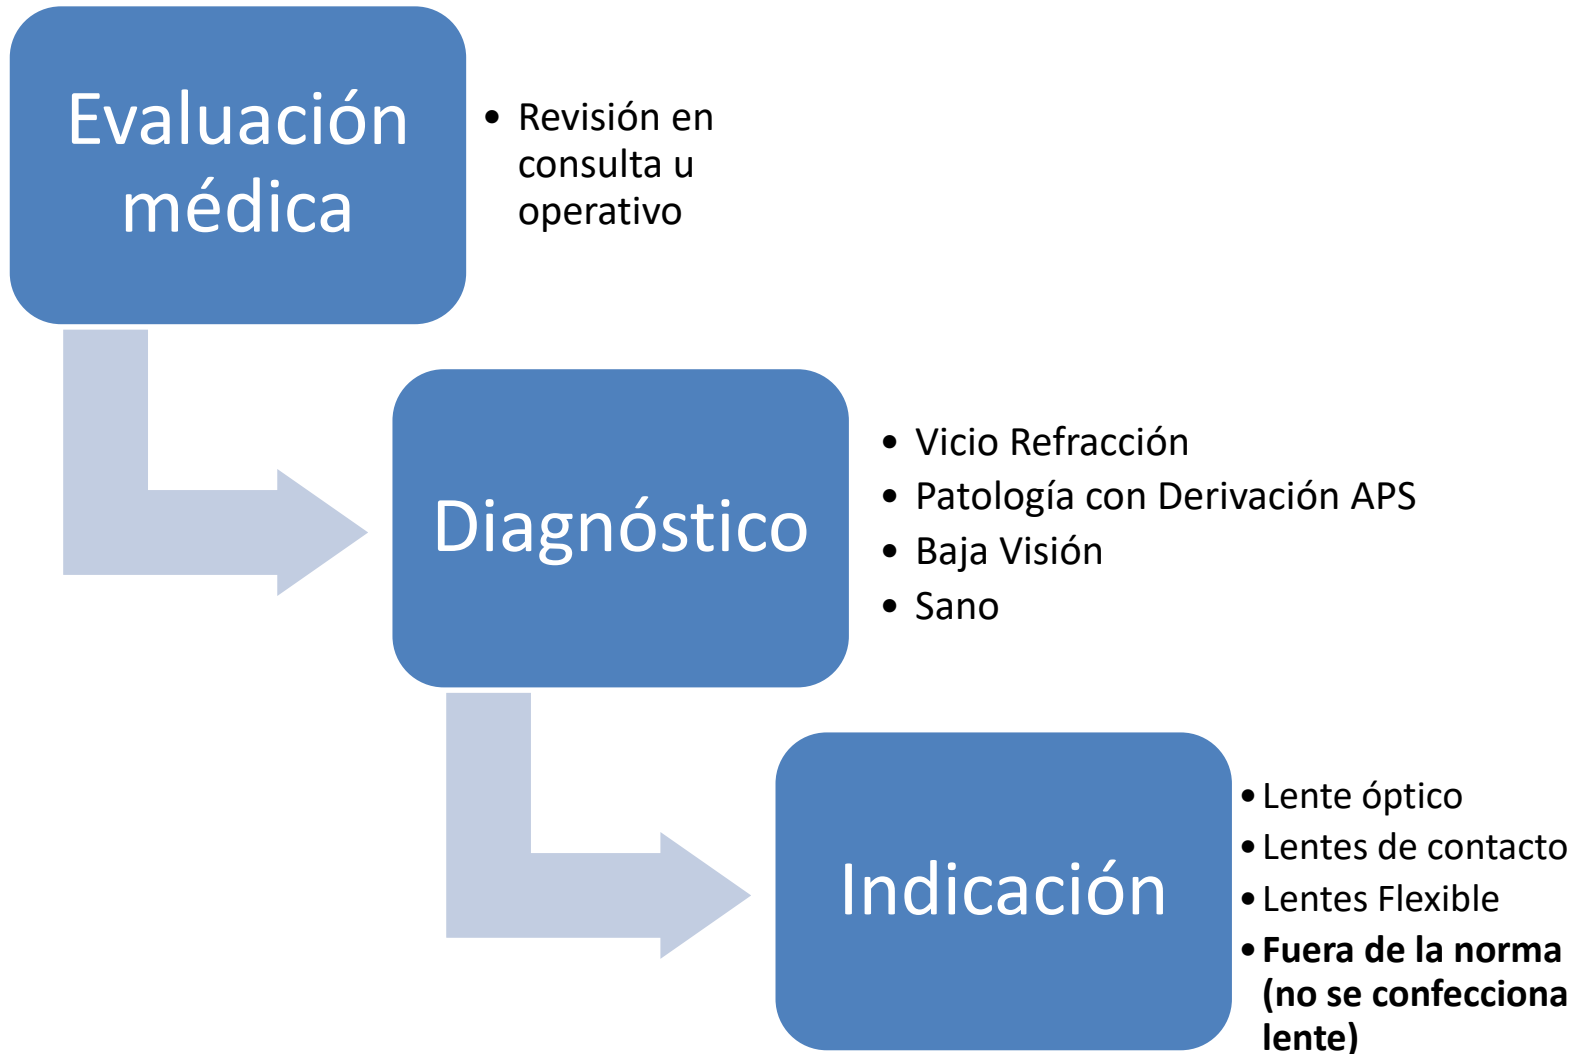 Evaluación
médica
• Revisión en
consulta u
operativo
Diagnóstico
• Vicio Refracción
• Patología con Derivación APS
• Baja Visión
• Sano
Indicación
• Lente óptico
• Lentes de contacto
• Lentes Flexible
• Fuera de la norma
(no se confecciona
lente)